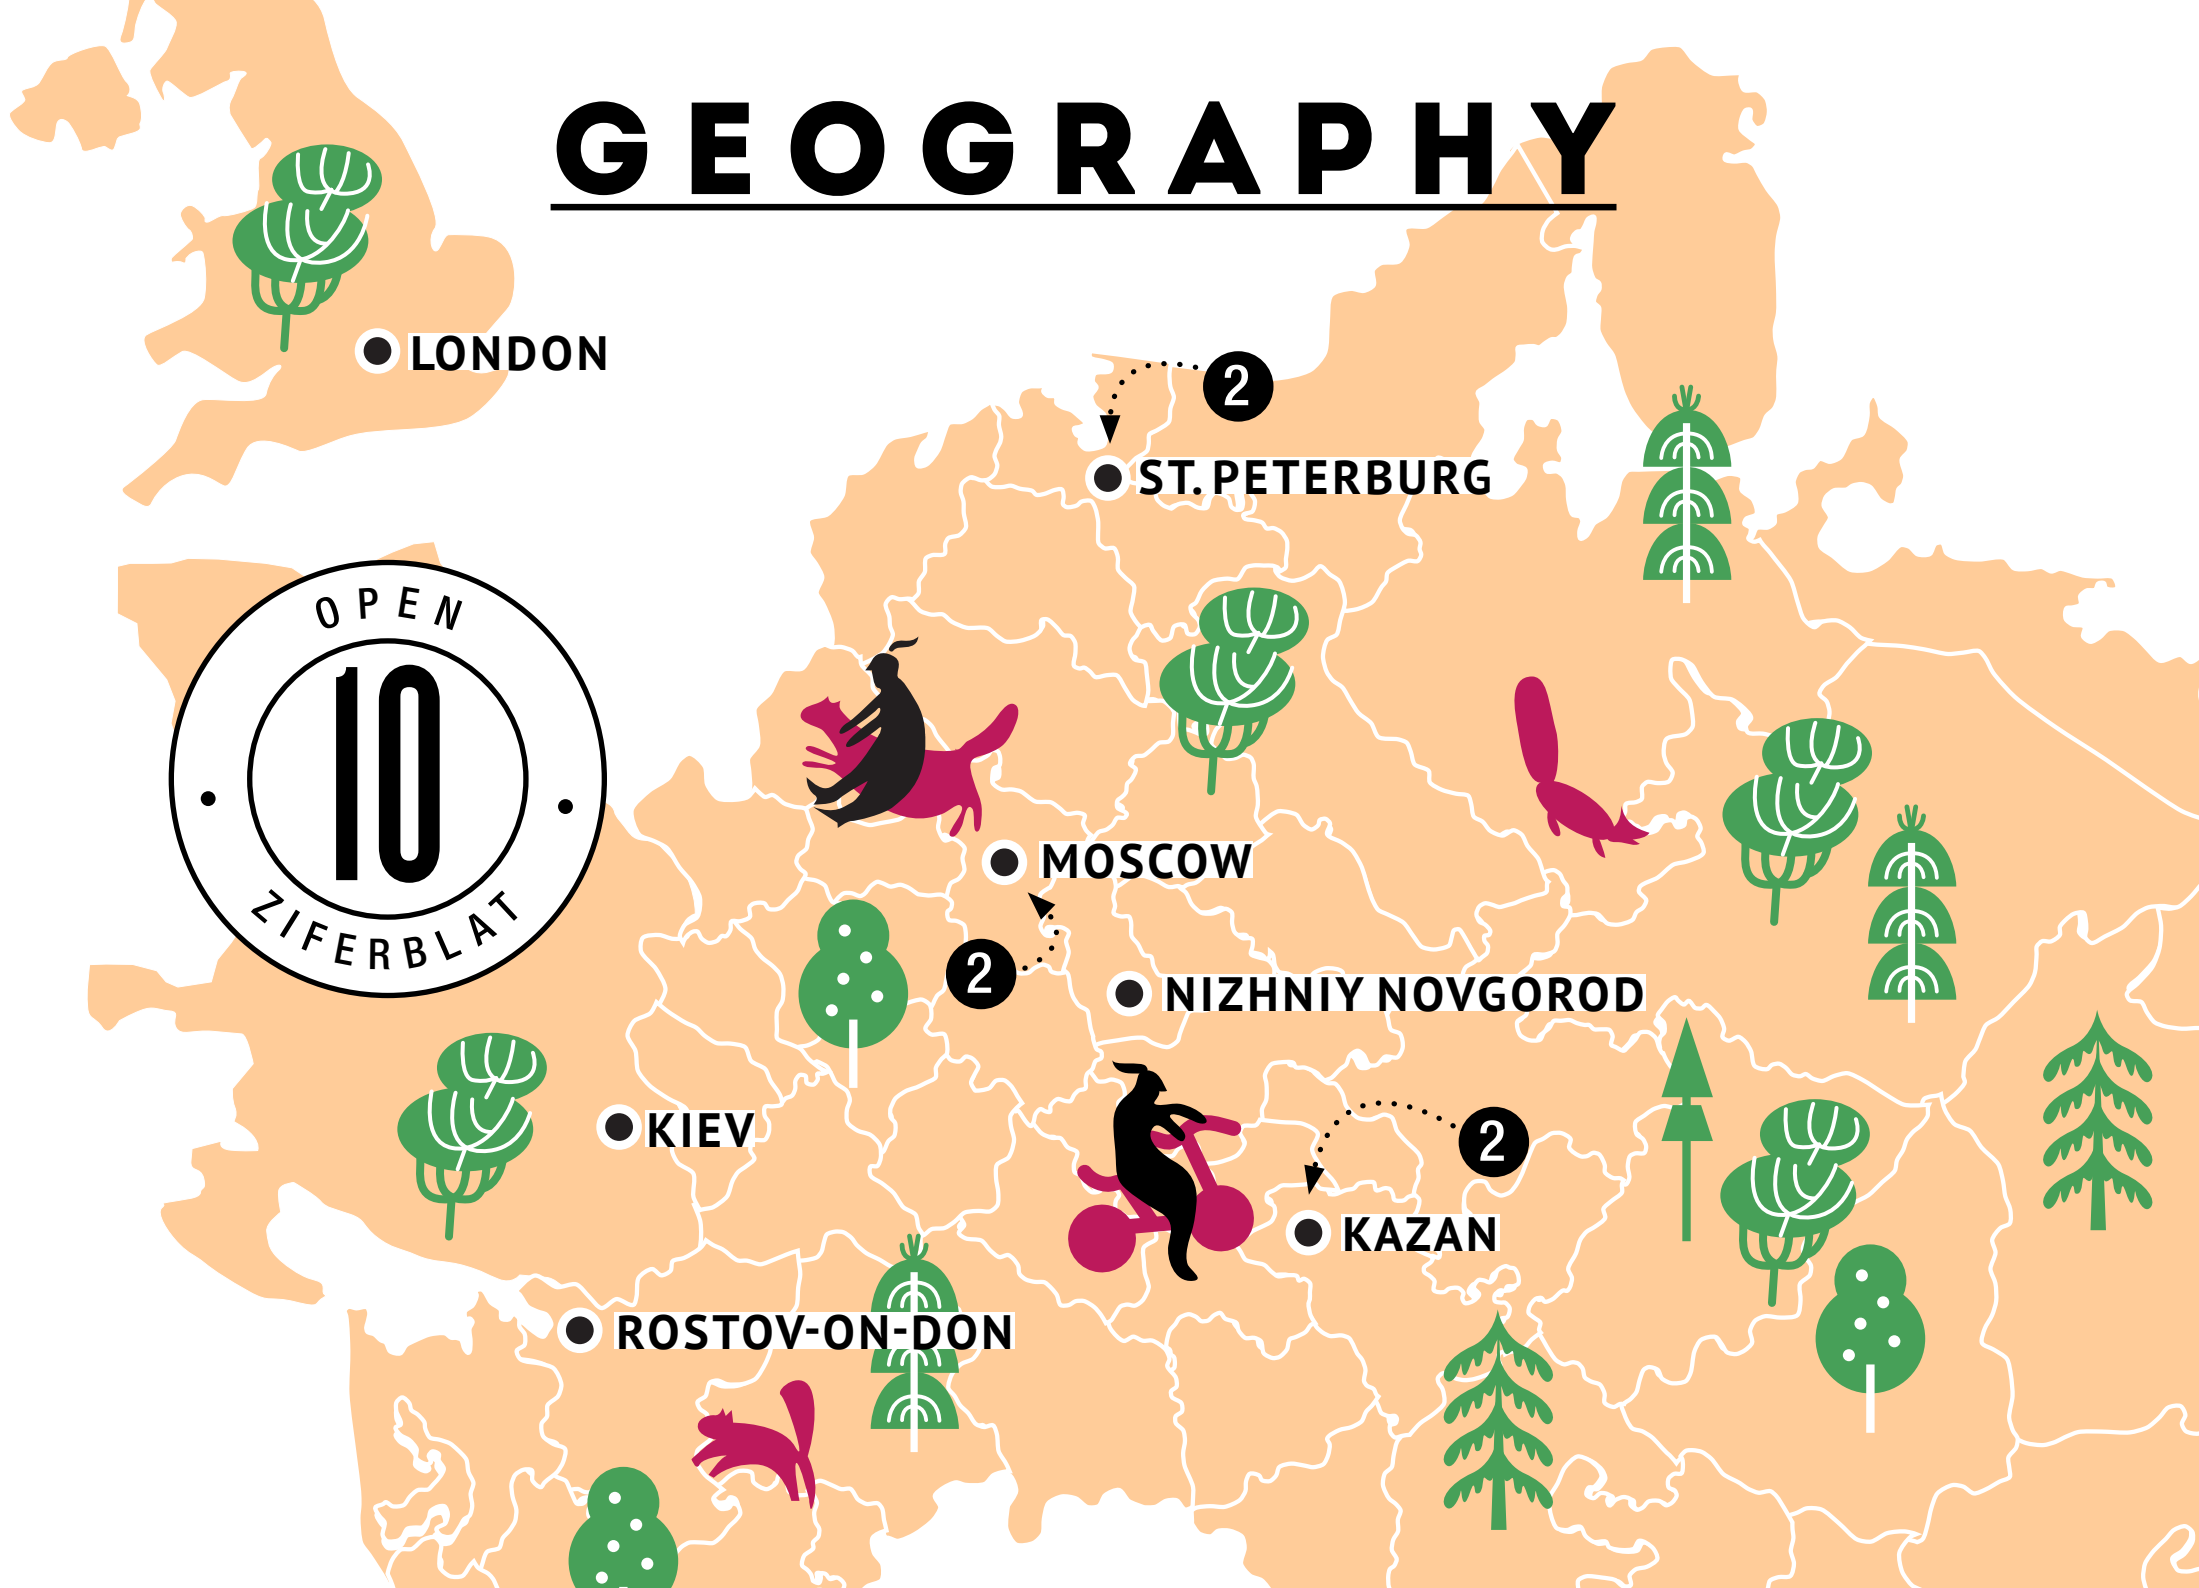 GEOGRAPHY
LONDON
2
ST. PETERBURG
OPEN
10
ZIFERBLAT
MOSCOW
2
NIZHNIY NOVGOROD
KIEV
2
KAZAN
ROSTOV-ON-DON